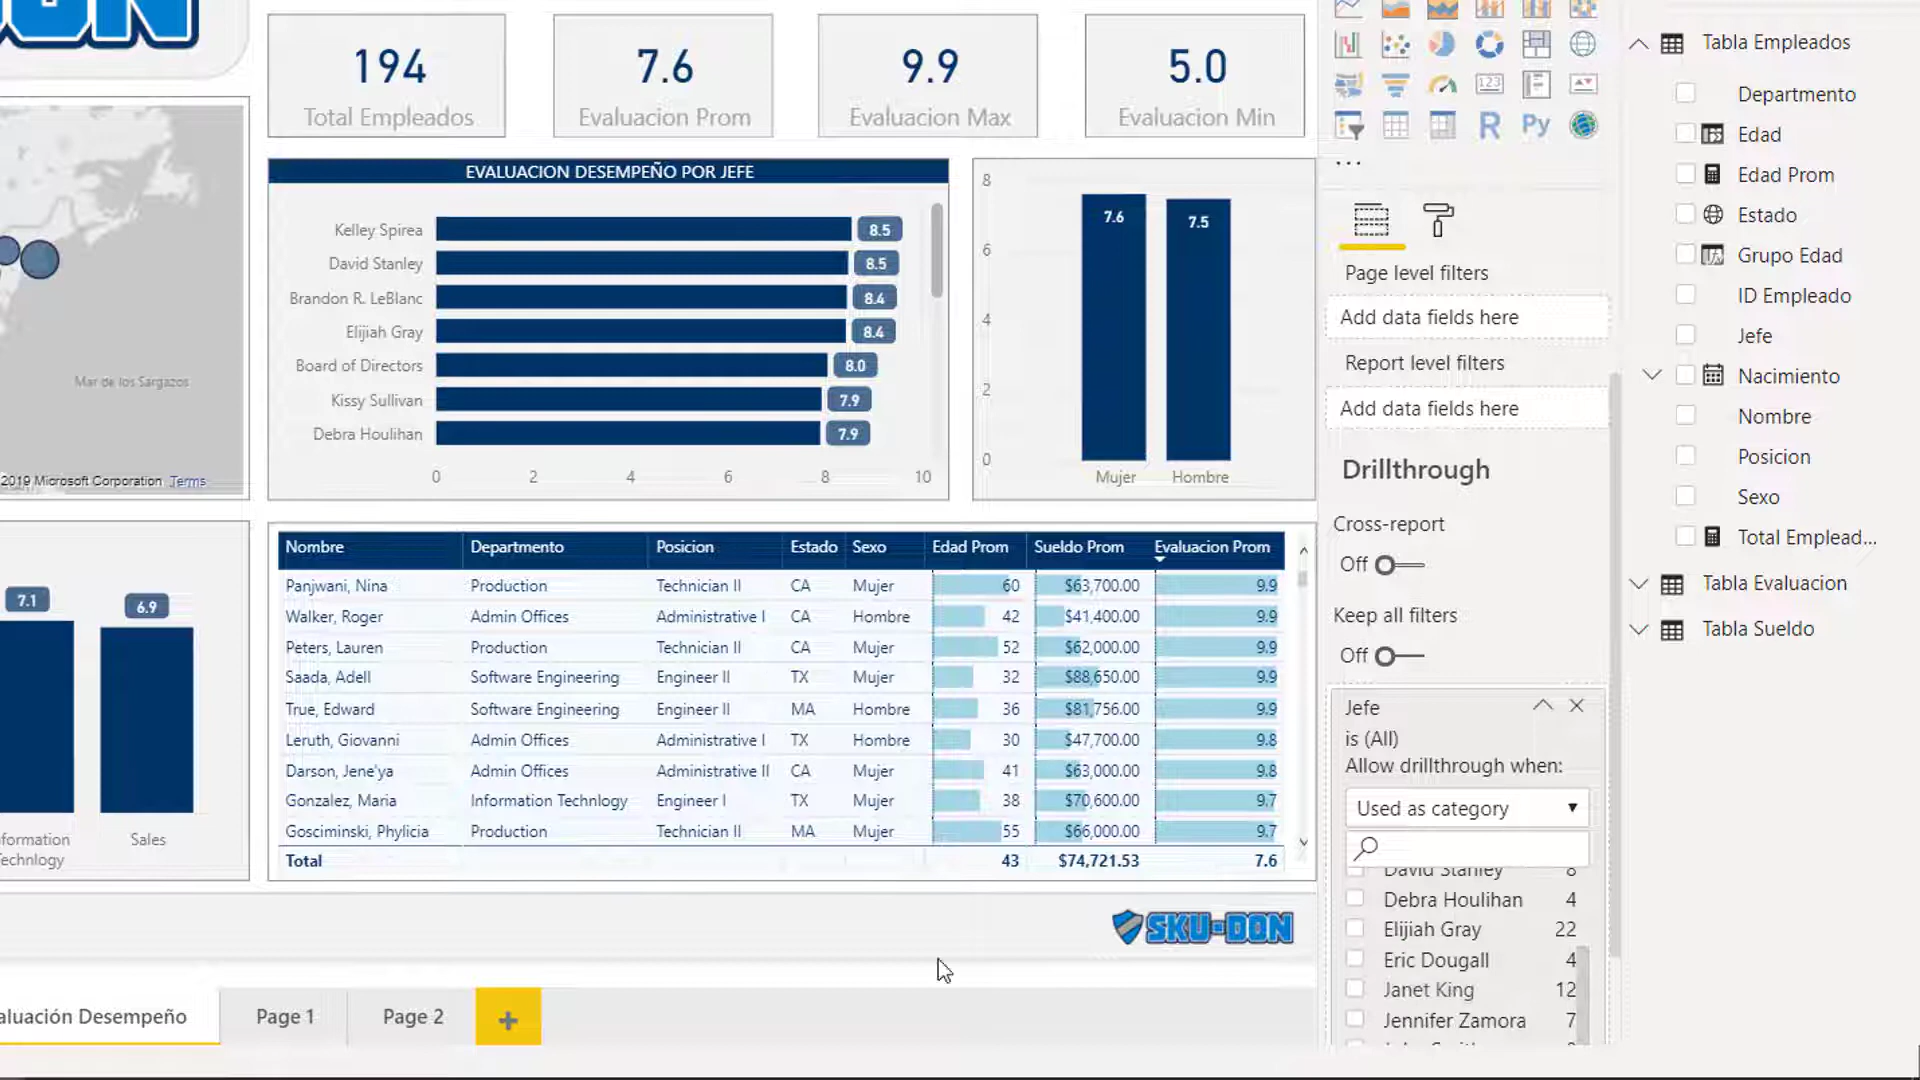 194
Total Empleados
7.6
Evaluacion Prom
9.9
Evaluacion Max
5.0
Evaluacion Min
Mar de los Sargazos
2019 Microsoft Corporation Terms
EVALUACION DESEMPEÑO POR JEFE
Kelley Spirea 8.5
David Stanley 8.5
Brandon R. LeBlanc 8.4
Elijiah Gray 8.4
Board of Directors 8.0
Kissy Sullivan 7.9
Debra Houlihan 7.9
0 2 4 6 8 10
8
6
4
2
0
7.6 7.5
Mujer Hombre
7.1 6.9
Sales
Nombre Departmento Posicion Estado Sexo Edad Prom Sueldo Prom Evaluacion Prom
Panjwani, Nina Production Technician II CA Mujer 60 $63,700.00 9.9
Walker, Roger Admin Offices Administrative I CA Hombre 42 $41,400.00 9.9
Peters, Lauren Production Technician II CA Mujer 52 $62,000.00 9.9
Saada, Adell Software Engineering Engineer II TX Mujer 32 $88,650.00 9.9
True, Edward Software Engineering Engineer II MA Hombre 36 $81,756.00 9.9
Leruth, Giovanni Admin Offices Administrative I TX Hombre 30 $47,700.00 9.8
Darson, Jene'ya Admin Offices Administrative II CA Mujer 41 $63,000.00 9.8
Gonzalez, Maria Information Technlogy Engineer I TX Mujer 38 $70,600.00 9.7
Gosciminski, Phylicia Production Technician II MA Mujer 55 $66,000.00 9.7
Total 43 $74,721.53 7.6
SKU-DON
aluación Desempeño Page 1 Page 2 +
123
R Py
...
Page level filters
Add data fields here
Report level filters
Add data fields here
Drillthrough
Cross-report
Off
Keep all filters
Off
Jefe
is (All)
Allow drillthrough when:
Used as category
David Stanley 8
Debra Houlihan 4
Elijiah Gray 22
Eric Dougall 4
Janet King 12
Jennifer Zamora 7
Tabla Empleados
Departmento
Edad
Edad Prom
Estado
Grupo Edad
ID Empleado
Jefe
Nacimiento
Nombre
Posicion
Sexo
Total Emplead...
Tabla Evaluacion
Tabla Sueldo